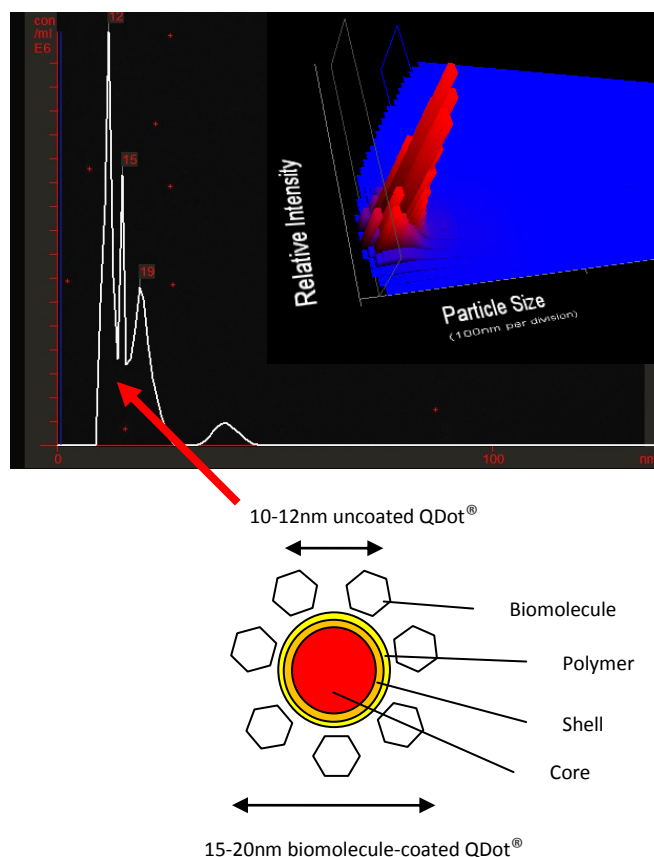 12
con
/ml
E6
15
19
Relative Intensity
Particle Size
(100nm per division)
0
100
nm
10-12nm uncoated QDot®
Biomolecule
Polymer
Shell
Core
15-20nm biomolecule-coated QDot®